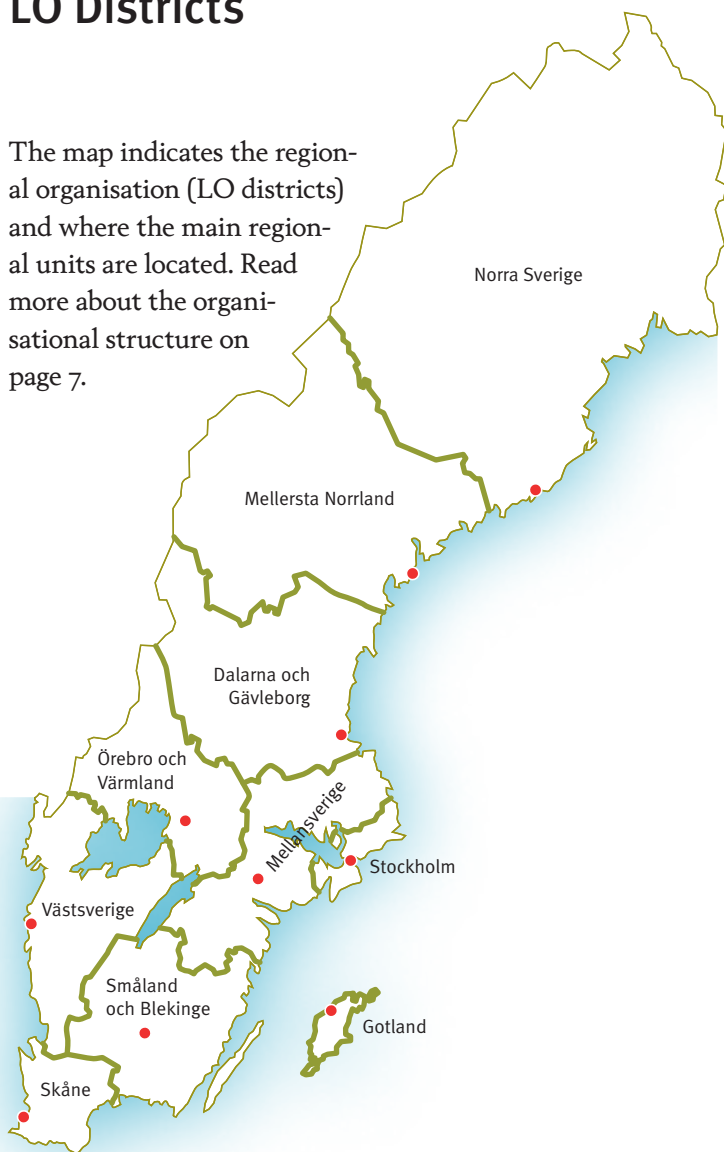 LO Districts
The map indicates the region-
al organisation (LO districts)
and where the main region-
al units are located. Read
more about the organi-
sational structure on
page 7.
Norra Sverige
Mellersta Norrland
Dalarna och
Gävleborg
Örebro och
Värmland
Mellansverige
Stockholm
Västsverige
Småland
och Blekinge
Gotland
Skåne